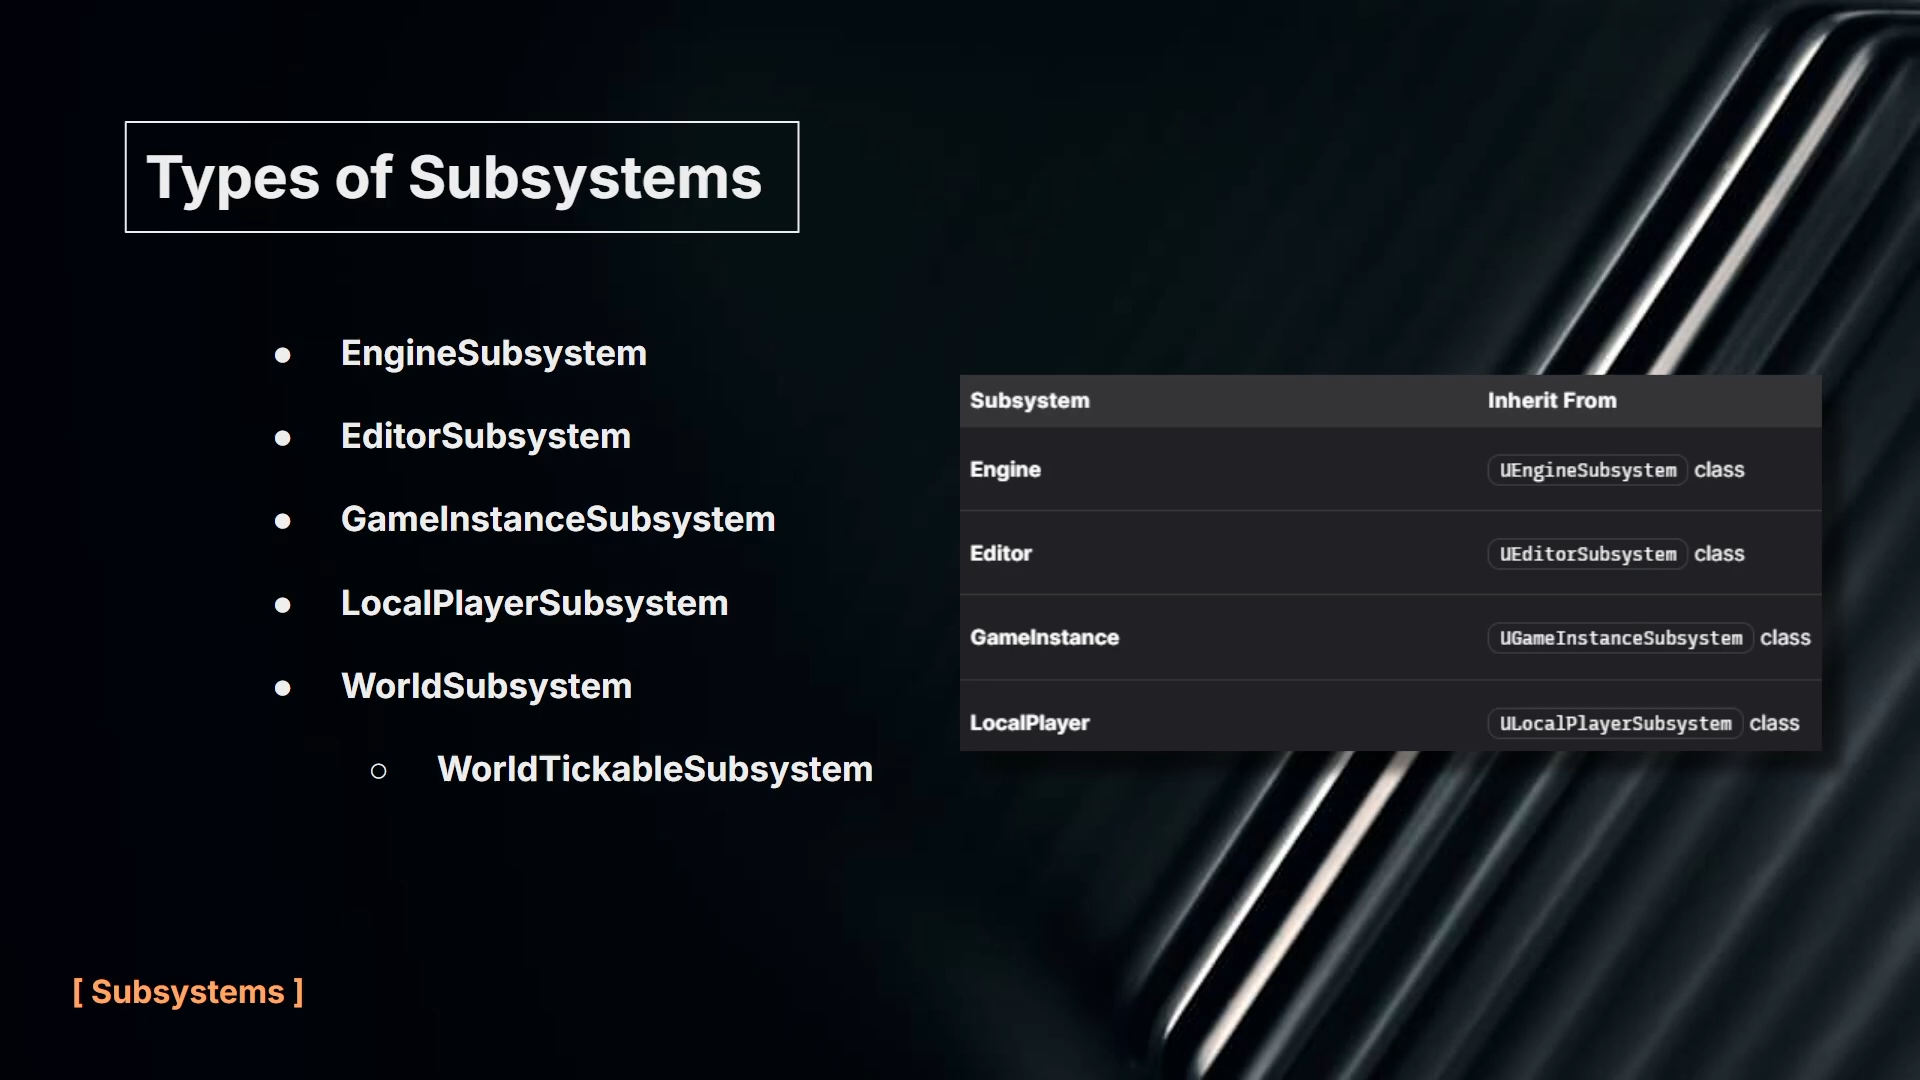 Types of Subsystems
● EngineSubsystem
● EditorSubsystem
● GameInstanceSubsystem
● LocalPlayerSubsystem
● WorldSubsystem
○ WorldTickableSubsystem
Subsystem Inherit From
Engine UEngineSubsystem class
Editor UEditorSubsystem class
GameInstance UGameInstanceSubsystem class
LocalPlayer ULocalPlayerSubsystem class
[ Subsystems ]